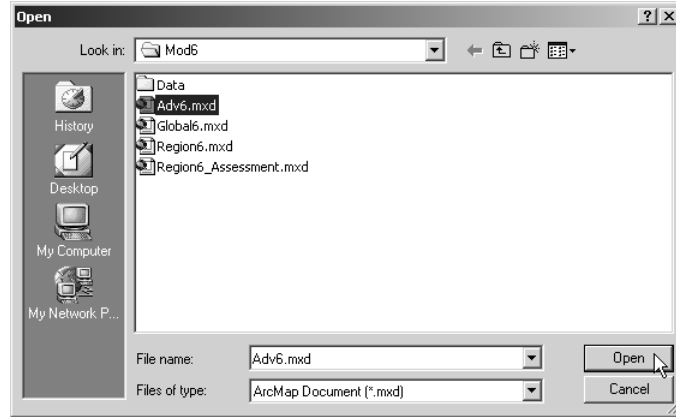 Open
Look in: Mod6
History
Desktop
My Computer
My Network P...
Data
Adv6.mxd
Global6.mxd
Region6.mxd
Region6_Assessment.mxd
File name: Adv6.mxd Open
Files of type: ArcMap Document (*.mxd) Cancel